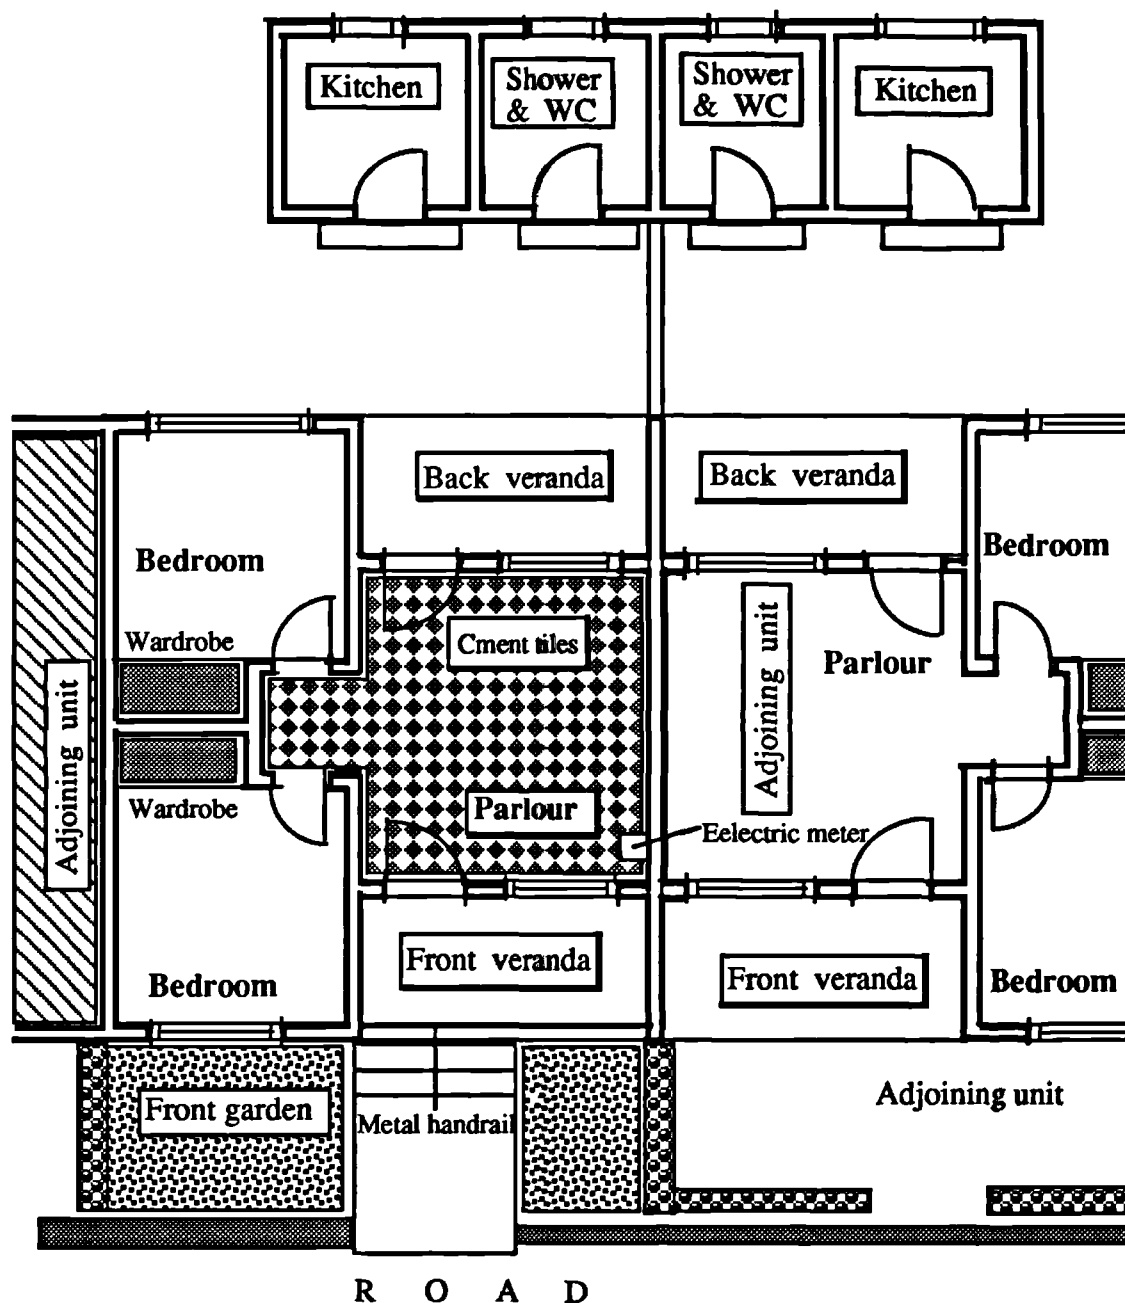 Kitchen
Shower
& WC
Shower
& WC
Kitchen
Back veranda
Back veranda
Bedroom
Bedroom
Wardrobe
Cment tiles
Adjoining unit
Parlour
Adjoining unit
Wardrobe
Parlour
Eelectric meter
Bedroom
Front veranda
Front veranda
Bedroom
Front garden
Metal handrail
Adjoining unit
R O A D